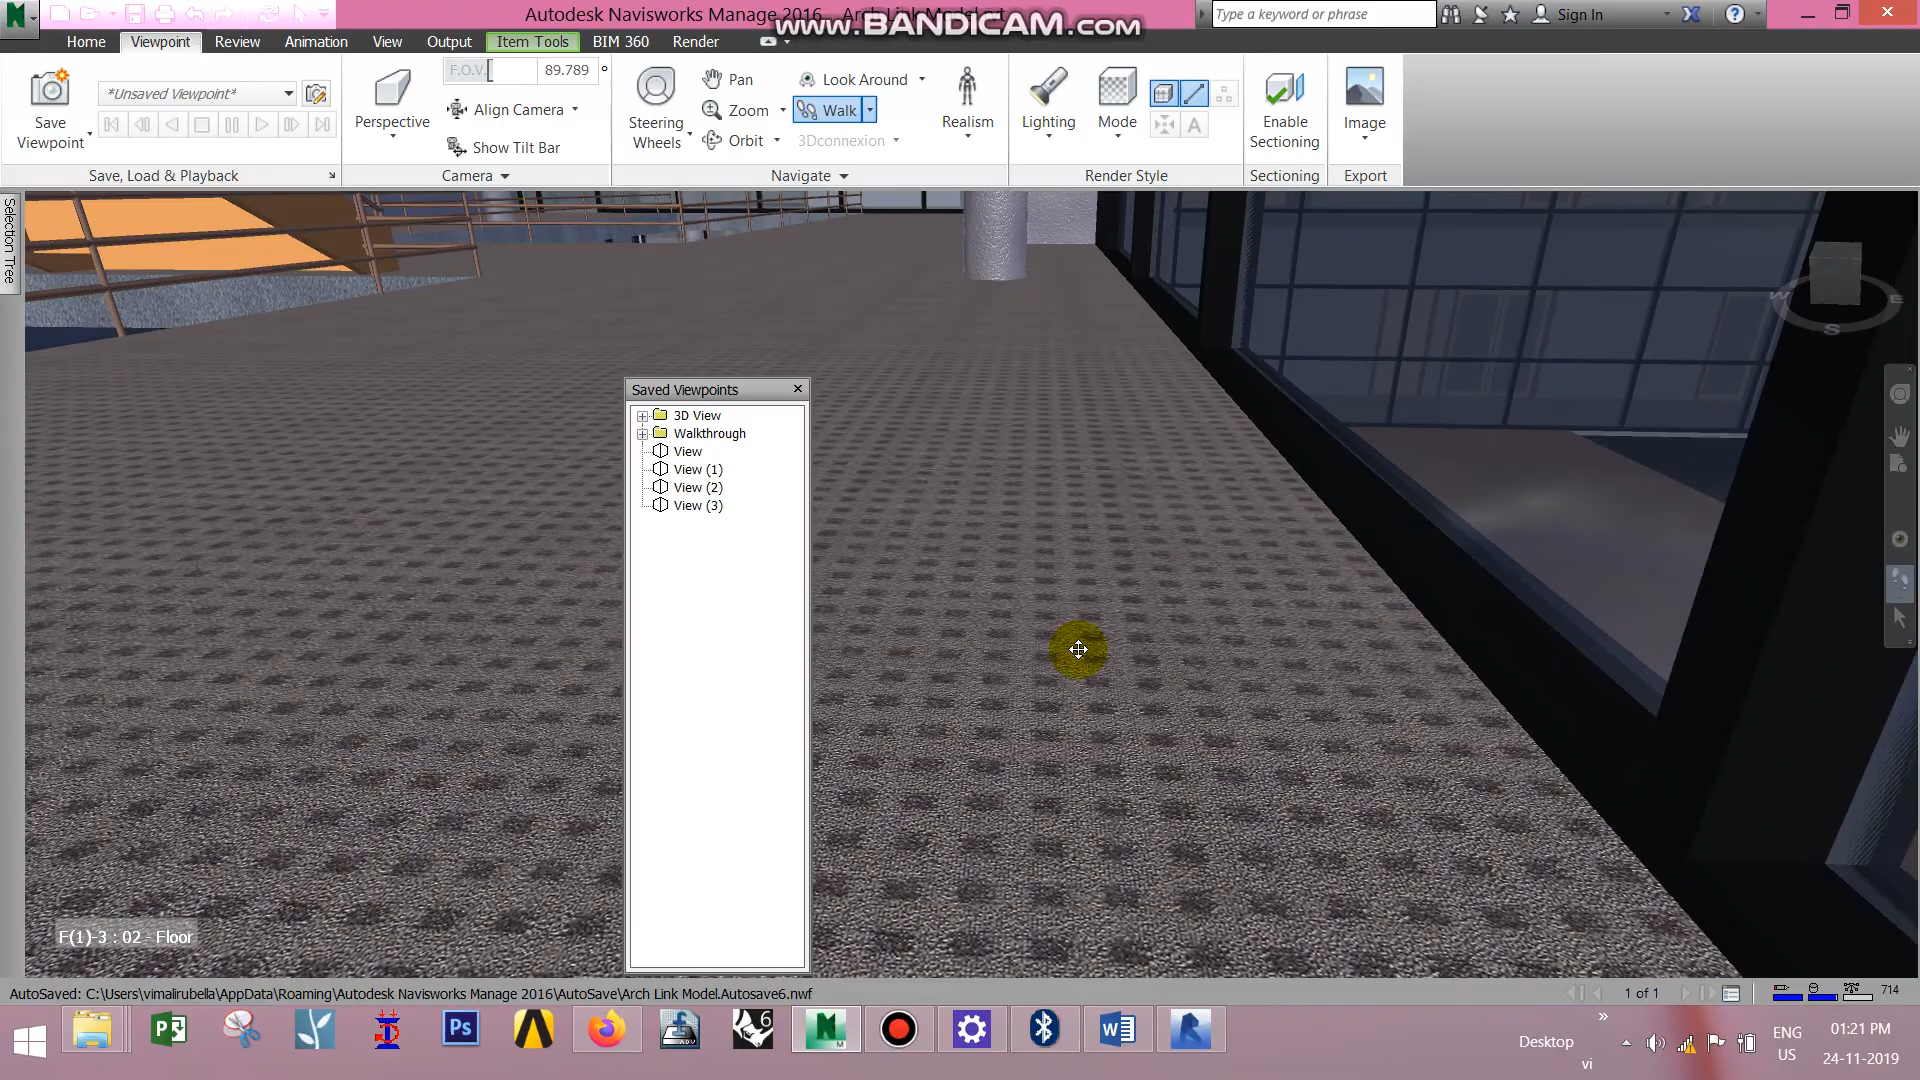 Autodesk Navisworks Manage 2016
www.BANDICAM.com
Type a keyword or phrase
Sign In
Home
Viewpoint
Review
Animation
View
Output
Item Tools
BIM 360
Render
Save
Viewpoint
*Unsaved Viewpoint*
Perspective
F.O.V.
89.789 °
Align Camera
Show Tilt Bar
Steering
Wheels
Pan
Zoom
Orbit
Look Around
Walk
3Dconnexion
Realism
Lighting
Mode
Enable
Sectioning
Image
Save, Load & Playback
Camera
Navigate
Render Style
Sectioning
Export
Selection Tree
W
E
S
Saved Viewpoints
3D View
Walkthrough
View
View (1)
View (2)
View (3)
F(1)-3 : 02 - Floor
AutoSaved: C:\Users\vimalirubella\AppData\Roaming\Autodesk Navisworks Manage 2016\AutoSave\Arch Link Model.Autosave6.nwf
1 of 1
714
Desktop
vi
ENG
US
01:21 PM
24-11-2019